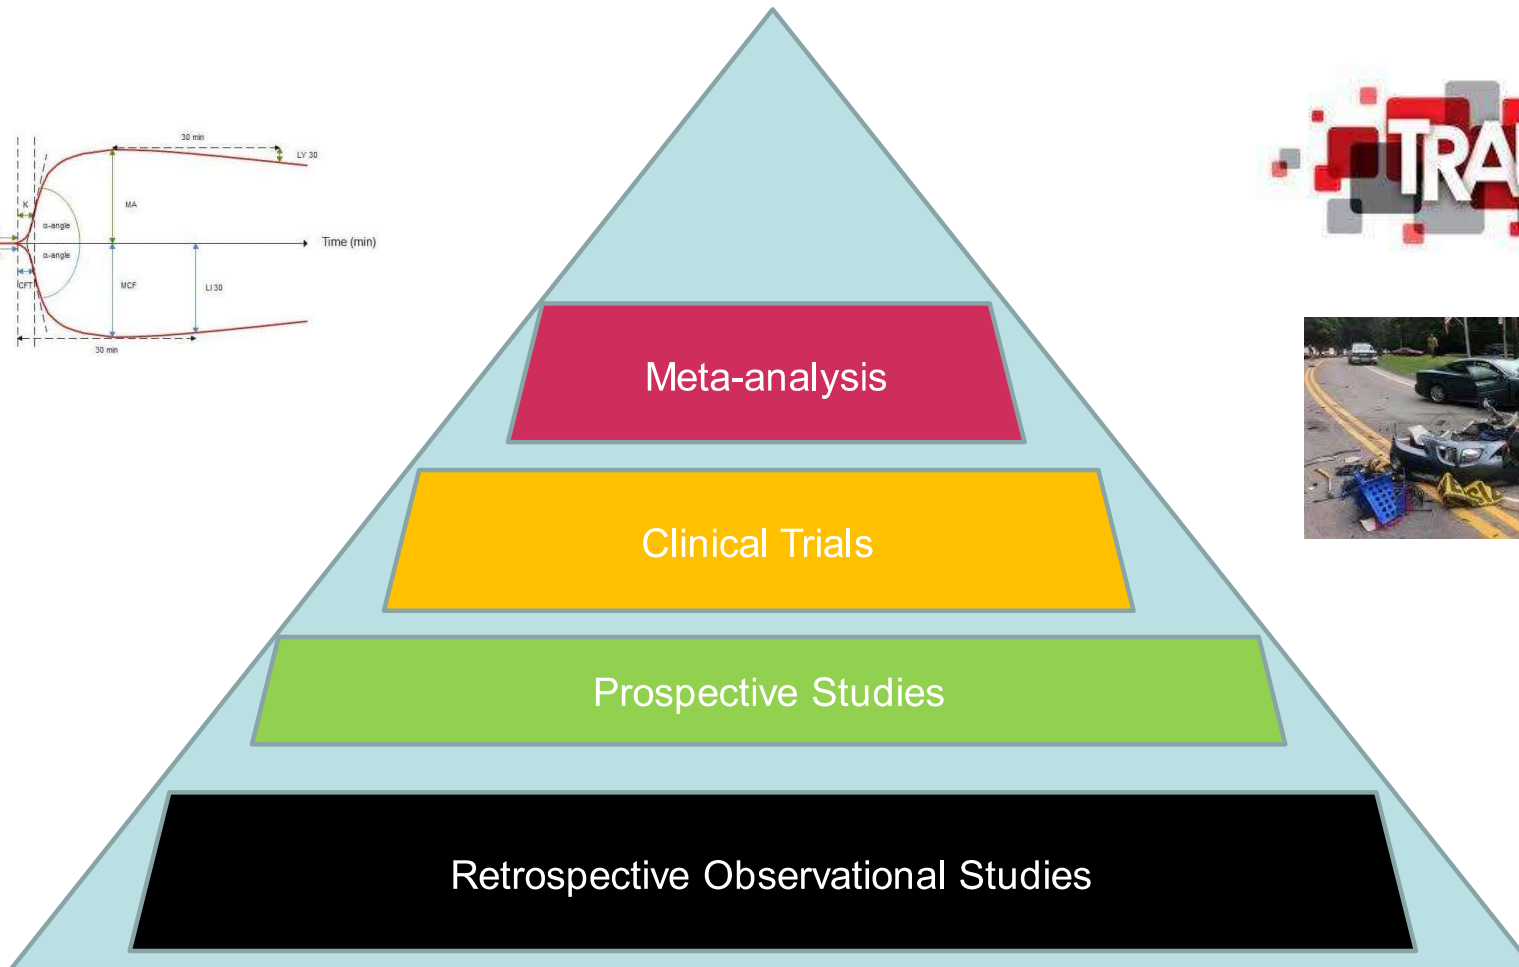 30 min
LY 30
K
MA
α-angle
Time (min)
α-angle
CFT
MCF
LI 30
30 min
Meta-analysis
Clinical Trials
Prospective Studies
Retrospective Observational Studies